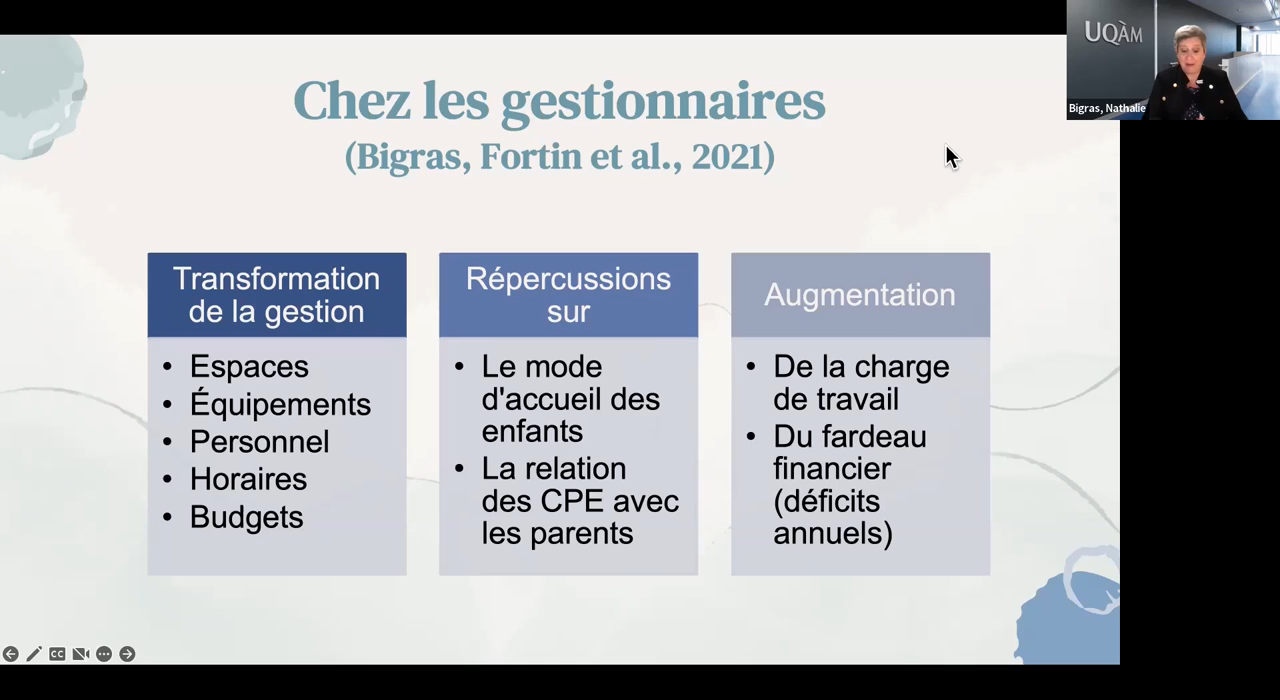 UQÀM
Bigras, Nathalie
Chez les gestionnaires
(Bigras, Fortin et al., 2021)
Transformation
de la gestion
• Espaces
• Équipements
• Personnel
• Horaires
• Budgets
Répercussions
sur
• Le mode
d'accueil des
enfants
• La relation
des CPE avec
les parents
Augmentation
• De la charge
de travail
• Du fardeau
financier
(déficits
annuels)
CC